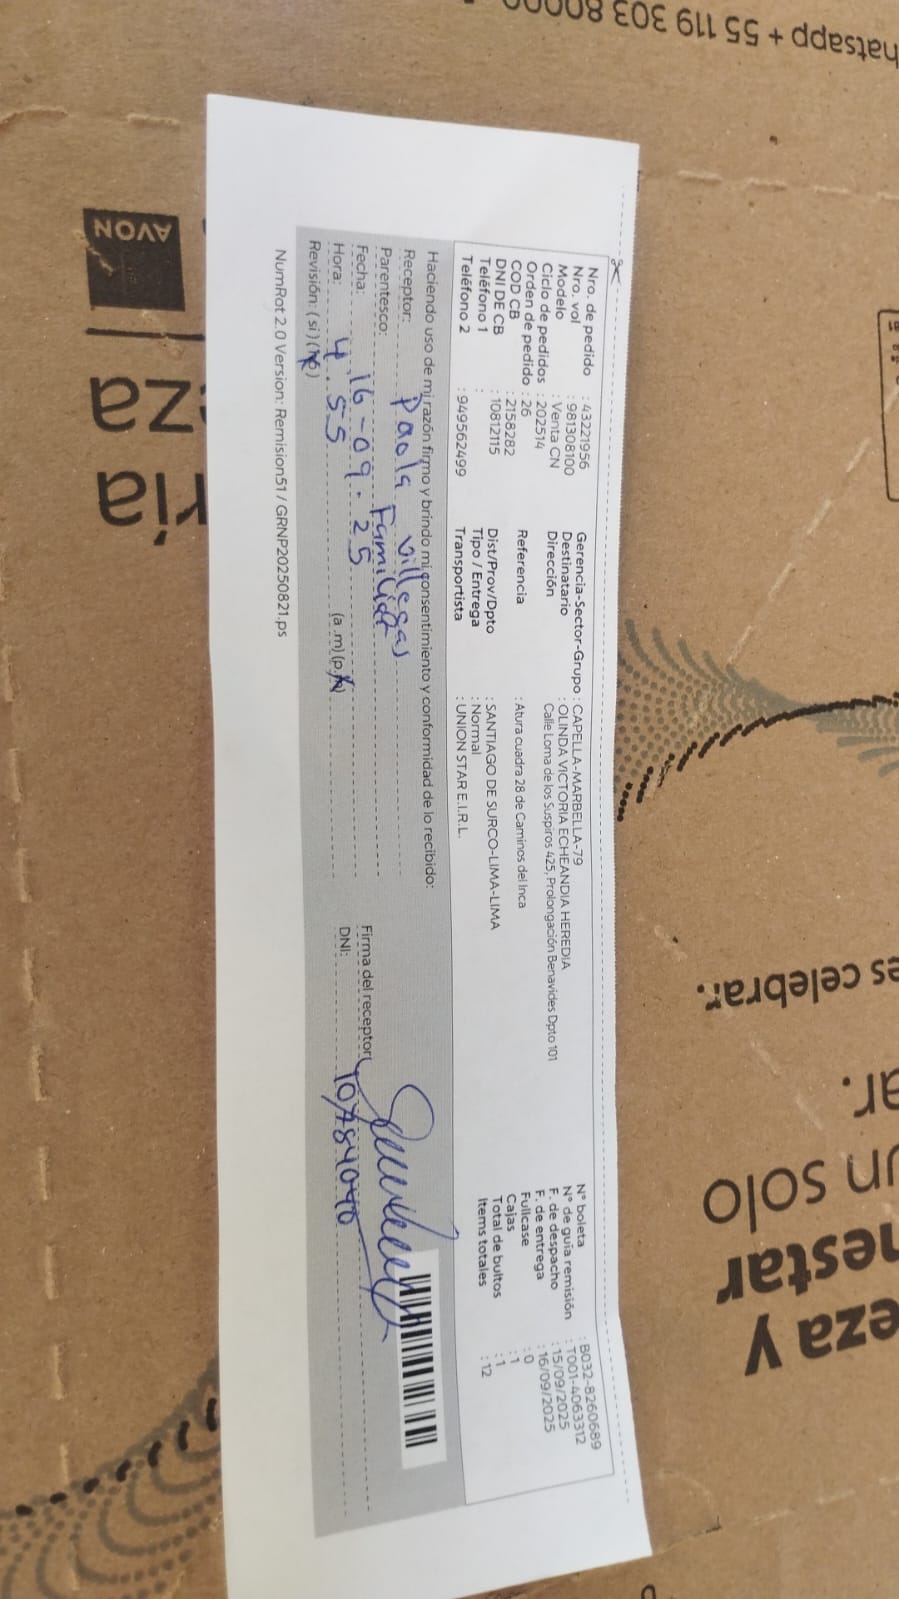 hatsapp + 55 119 303 80000
AVON
eza
ria
es celebrar.
ar.
un solo
nestar
eza y
Nro. de pedido : 43221956
Nro. vol : 981308100
Modelo : Venta CN
Ciclo de pedidos : 202514
Orden de pedido : 26
COD CB : 2158282
DNI DE CB : 10812115
Teléfono 1 :
Teléfono 2 : 949562499
Gerencia-Sector-Grupo : CAPELLA-MARBELLA-79
Destinatario : OLINDA VICTORIA ECHEANDIA HEREDIA
Dirección : Calle Loma de los Suspiros 425, Prolongación Benavides Dpto 101
Referencia : Atura cuadra 28 de Caminos del Inca
Dist/Prov/Dpto : SANTIAGO DE SURCO-LIMA-LIMA
Tipo / Entrega : Normal
Transportista : UNION STAR E.I.R.L.
N° boleta : B032-8260689
N° de guia remisión : T001-4063312
F. de despacho : 15/09/2025
F. de entrega : 16/09/2025
Fullcase : 0
Cajas : 1
Total de bultos : 1
Items totales : 12
Haciendo uso de mi razón firmo y brindo mi consentimiento y conformidad de lo recibido:
Receptor: Paola Villegas
Parentesco: Familiar
Fecha: 16-09-25
Hora: 4:55 (a.m) (p.m)
Revisión: (si) (no)
Firma del receptor:
DNI:
NumRot 2.0 Version: Remision51 / GRNP20250821.ps